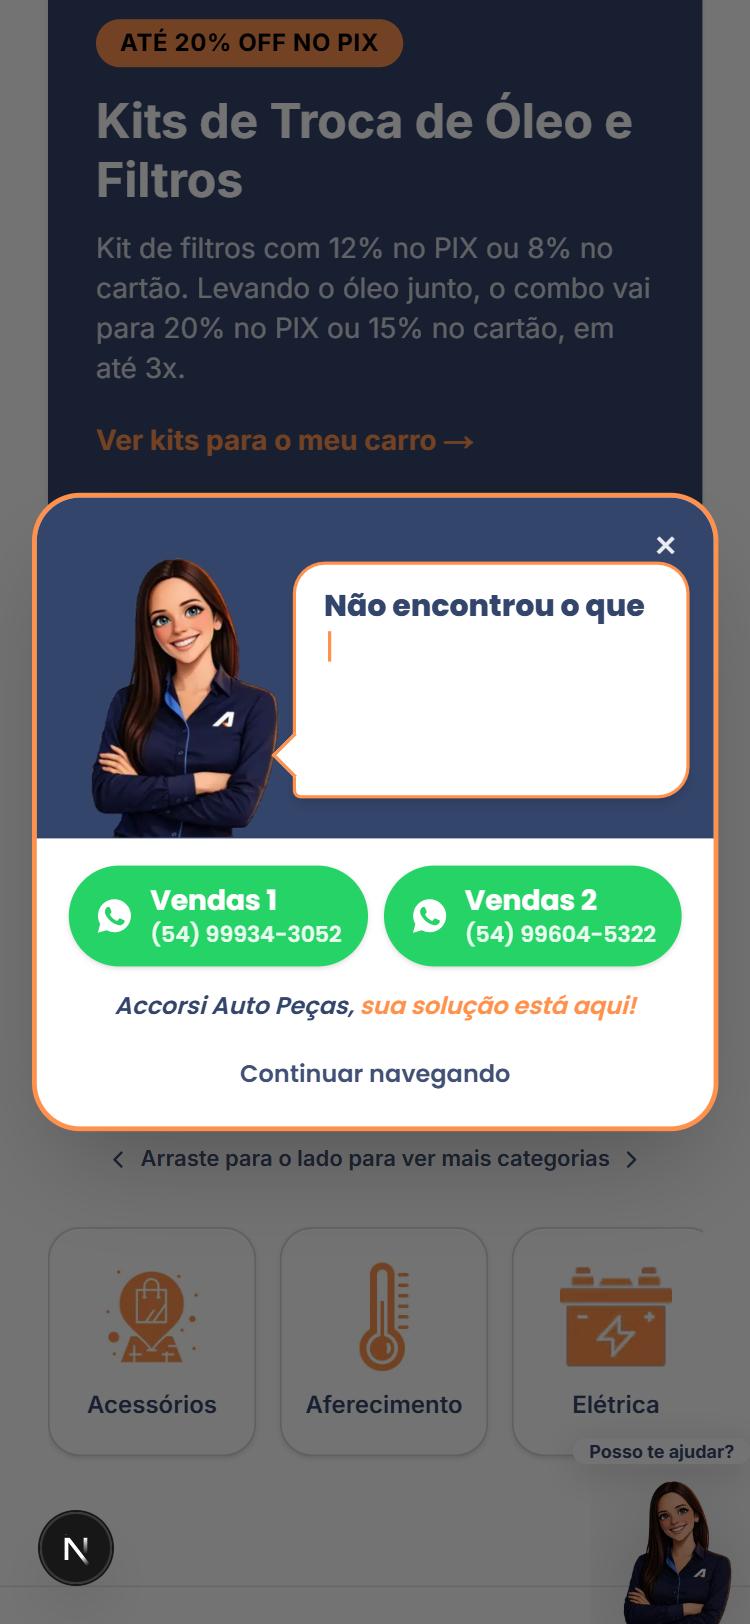 ATÉ 20% OFF NO PIX
Kits de Troca de Óleo e
Filtros
Kit de filtros com 12% no PIX ou 8% no
cartão. Levando o óleo junto, o combo vai
para 20% no PIX ou 15% no cartão, em
até 3x.
Ver kits para o meu carro →
×
Não encontrou o que
Vendas 1
(54) 99934-3052
Vendas 2
(54) 99604-5322
Accorsi Auto Peças, sua solução está aqui!
Continuar navegando
Arraste para o lado para ver mais categorias
Acessórios
Aferecimento
Elétrica
Posso te ajudar?
N